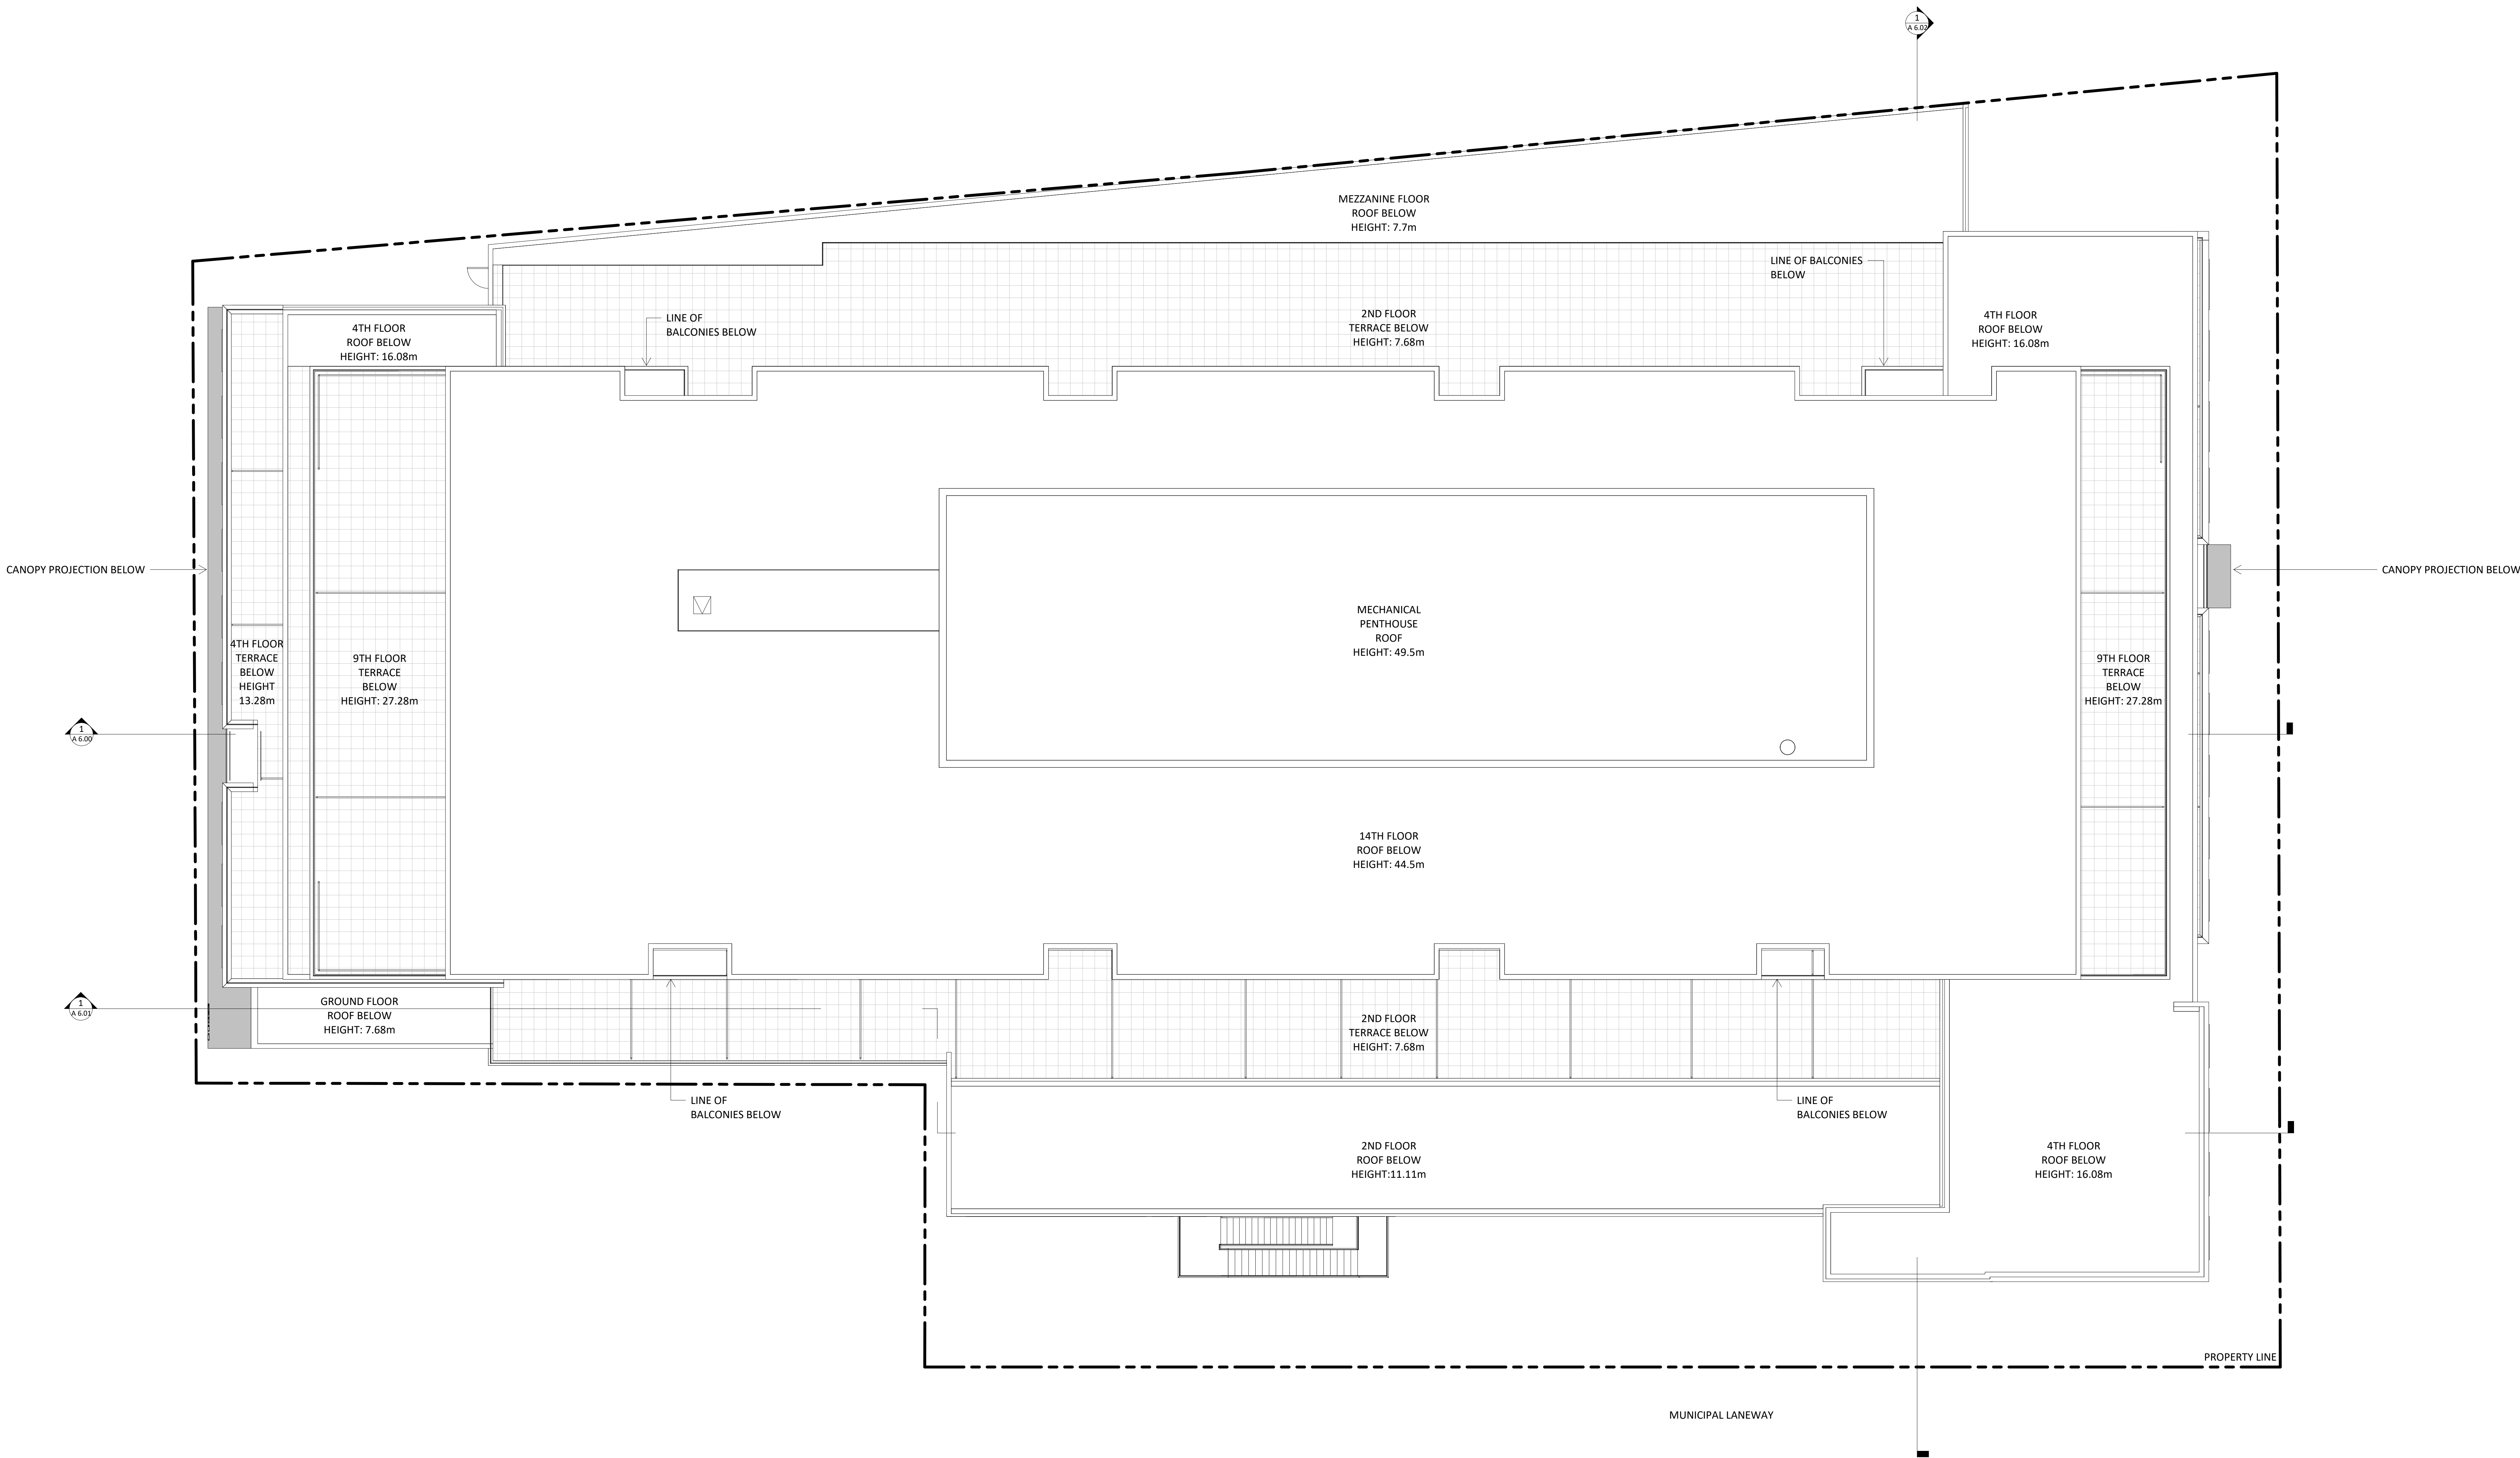 1
A 6.02
MEZZANINE FLOOR
ROOF BELOW
HEIGHT: 7.7m
LINE OF BALCONIES
BELOW
LINE OF
BALCONIES BELOW
2ND FLOOR
TERRACE BELOW
HEIGHT: 7.68m
4TH FLOOR
ROOF BELOW
HEIGHT: 16.08m
4TH FLOOR
ROOF BELOW
HEIGHT: 16.08m
CANOPY PROJECTION BELOW
CANOPY PROJECTION BELOW
MECHANICAL
PENTHOUSE
ROOF
HEIGHT: 49.5m
4TH FLOOR
TERRACE
BELOW
HEIGHT
13.28m
9TH FLOOR
TERRACE
BELOW
HEIGHT: 27.28m
9TH FLOOR
TERRACE
BELOW
HEIGHT: 27.28m
1
A 6.00
14TH FLOOR
ROOF BELOW
HEIGHT: 44.5m
1
A 6.01
GROUND FLOOR
ROOF BELOW
HEIGHT: 7.68m
2ND FLOOR
TERRACE BELOW
HEIGHT: 7.68m
LINE OF
BALCONIES BELOW
LINE OF
BALCONIES BELOW
2ND FLOOR
ROOF BELOW
HEIGHT:11.11m
4TH FLOOR
ROOF BELOW
HEIGHT: 16.08m
PROPERTY LINE
MUNICIPAL LANEWAY